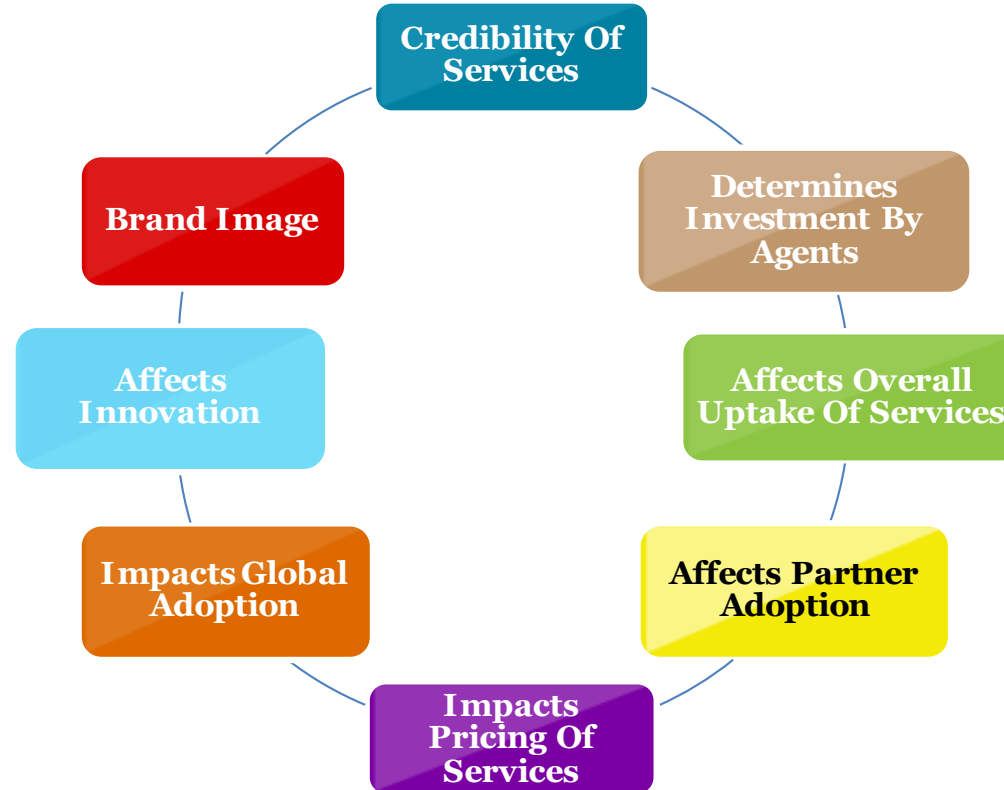 Credibility Of
Services
Determines
Investment By
Agents
Affects Overall
Uptake Of Services
Affects Partner
Adoption
Impacts
Pricing Of
Services
Impacts Global
Adoption
Affects
Innovation
Brand Image